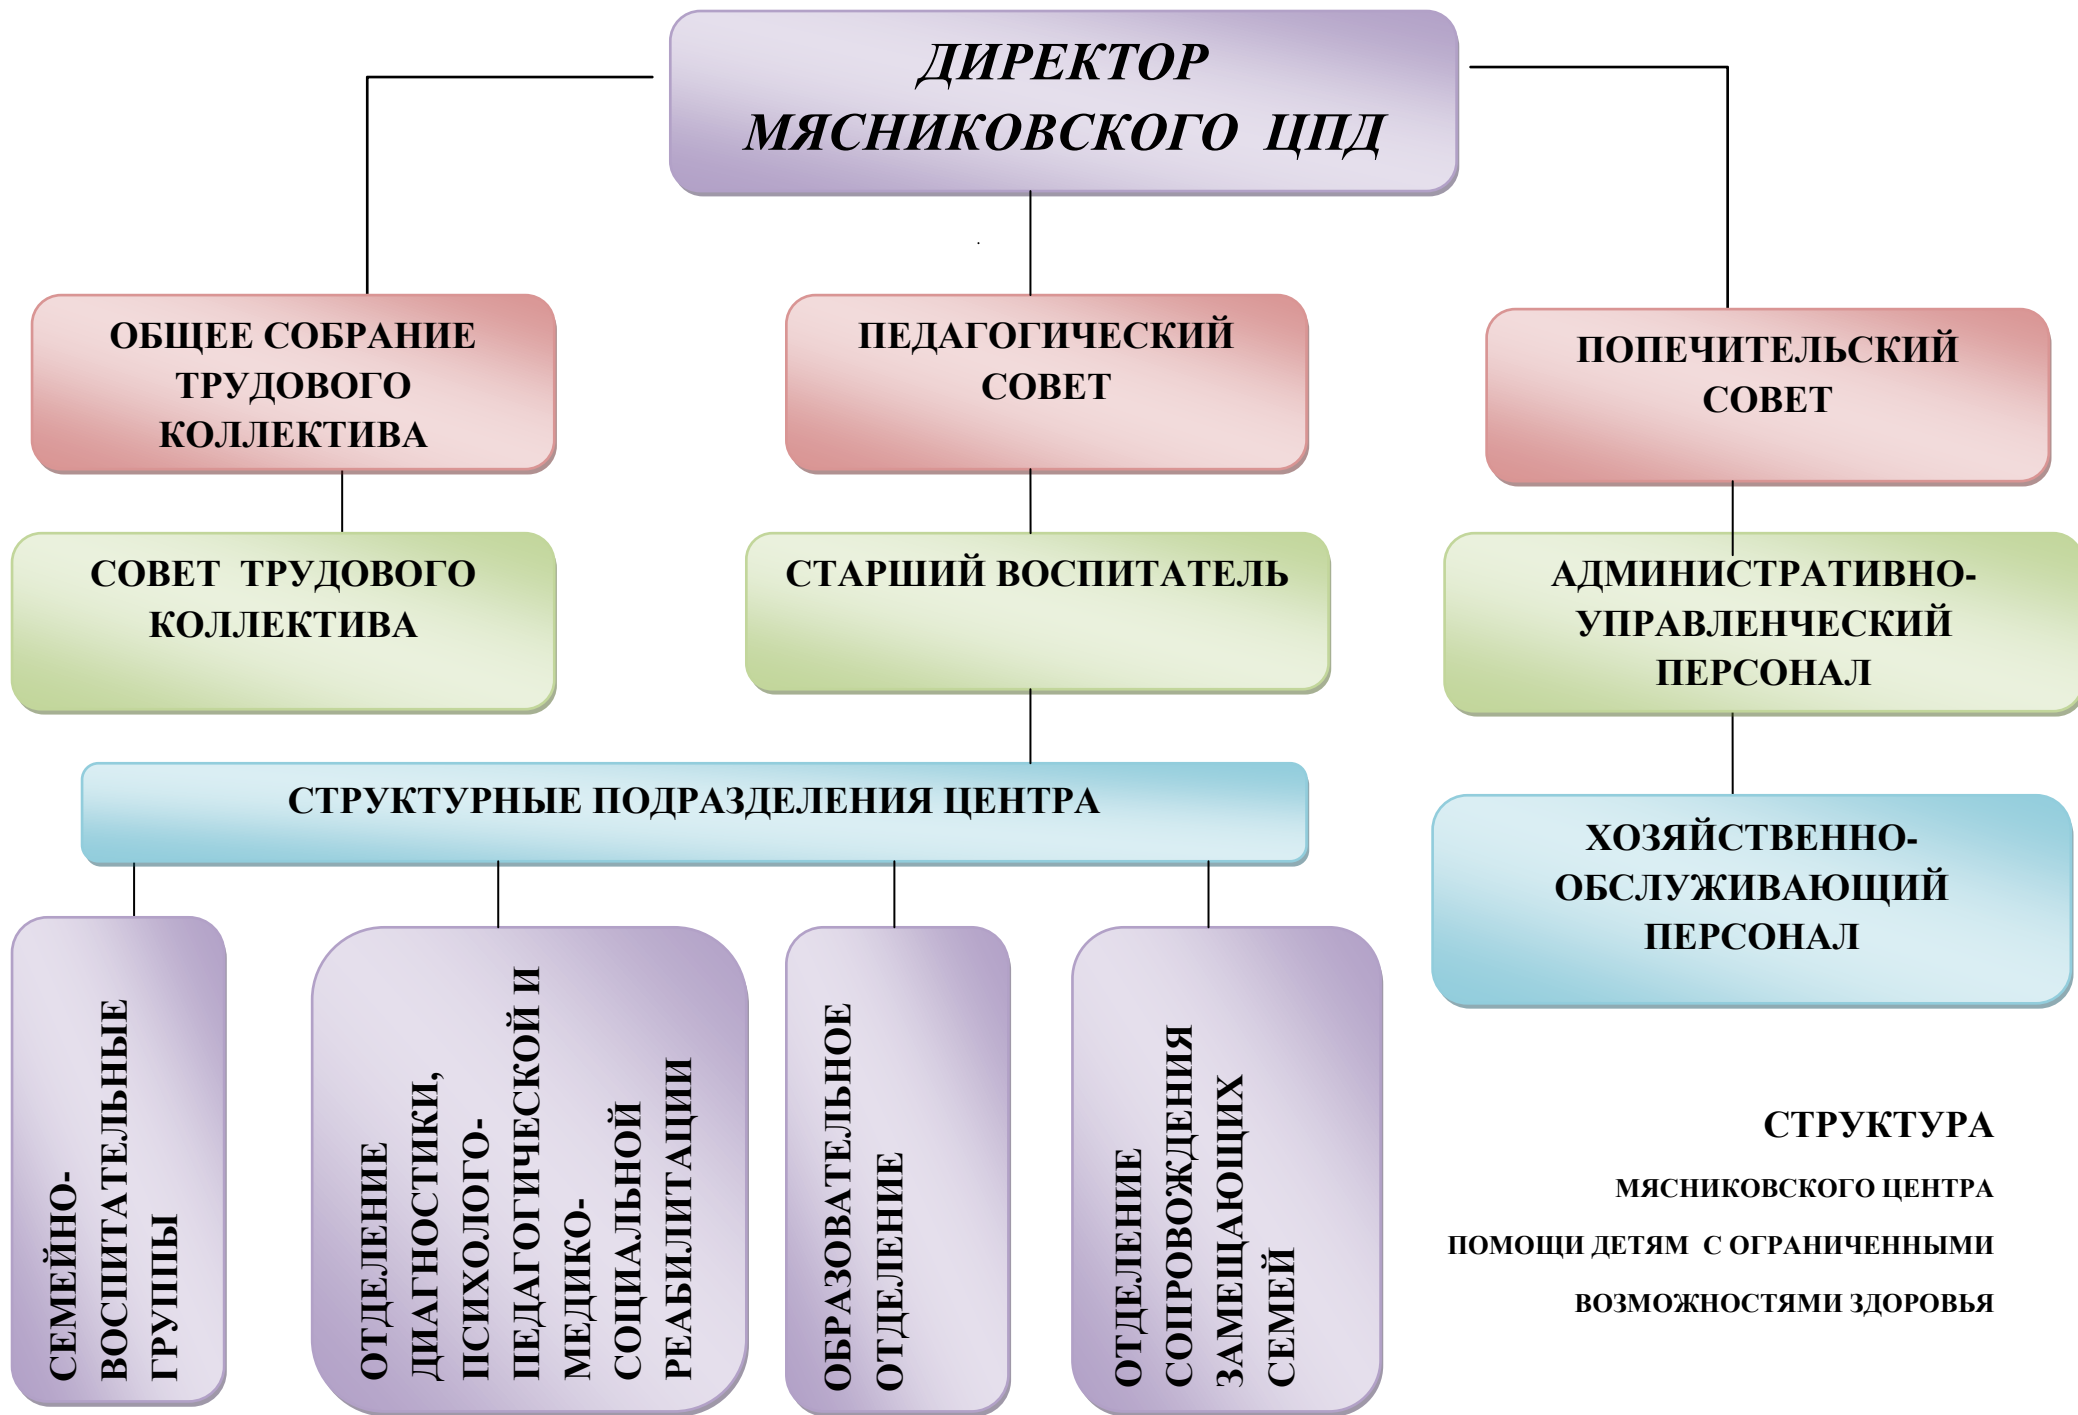 ДИРЕКТОР
МЯСНИКОВСКОГО ЦПД
ОБЩЕЕ СОБРАНИЕ
ТРУДОВОГО
КОЛЛЕКТИВА
ПЕДАГОГИЧЕСКИЙ
СОВЕТ
ПОПЕЧИТЕЛЬСКИЙ
СОВЕТ
СОВЕТ ТРУДОВОГО
КОЛЛЕКТИВА
СТАРШИЙ ВОСПИТАТЕЛЬ
АДМИНИСТРАТИВНО-
УПРАВЛЕНЧЕСКИЙ
ПЕРСОНАЛ
СТРУКТУРНЫЕ ПОДРАЗДЕЛЕНИЯ ЦЕНТРА
ХОЗЯЙСТВЕННО-
ОБСЛУЖИВАЮЩИЙ
ПЕРСОНАЛ
СЕМЕЙНО-
ВОСПИТАТЕЛЬНЫЕ
ГРУППЫ
ОТДЕЛЕНИЕ
ДИАГНОСТИКИ,
ПСИХОЛОГО-
ПЕДАГОГИЧЕСКОЙ И
МЕДИКО-
СОЦИАЛЬНОЙ
РЕАБИЛИТАЦИИ
ОБРАЗОВАТЕЛЬНОЕ
ОТДЕЛЕНИЕ
ОТДЕЛЕНИЕ
СОПРОВОЖДЕНИЯ
ЗАМЕЩАЮЩИХ
СЕМЕЙ
СТРУКТУРА
МЯСНИКОВСКОГО ЦЕНТРА
ПОМОЩИ ДЕТЯМ С ОГРАНИЧЕННЫМИ
ВОЗМОЖНОСТЯМИ ЗДОРОВЬЯ